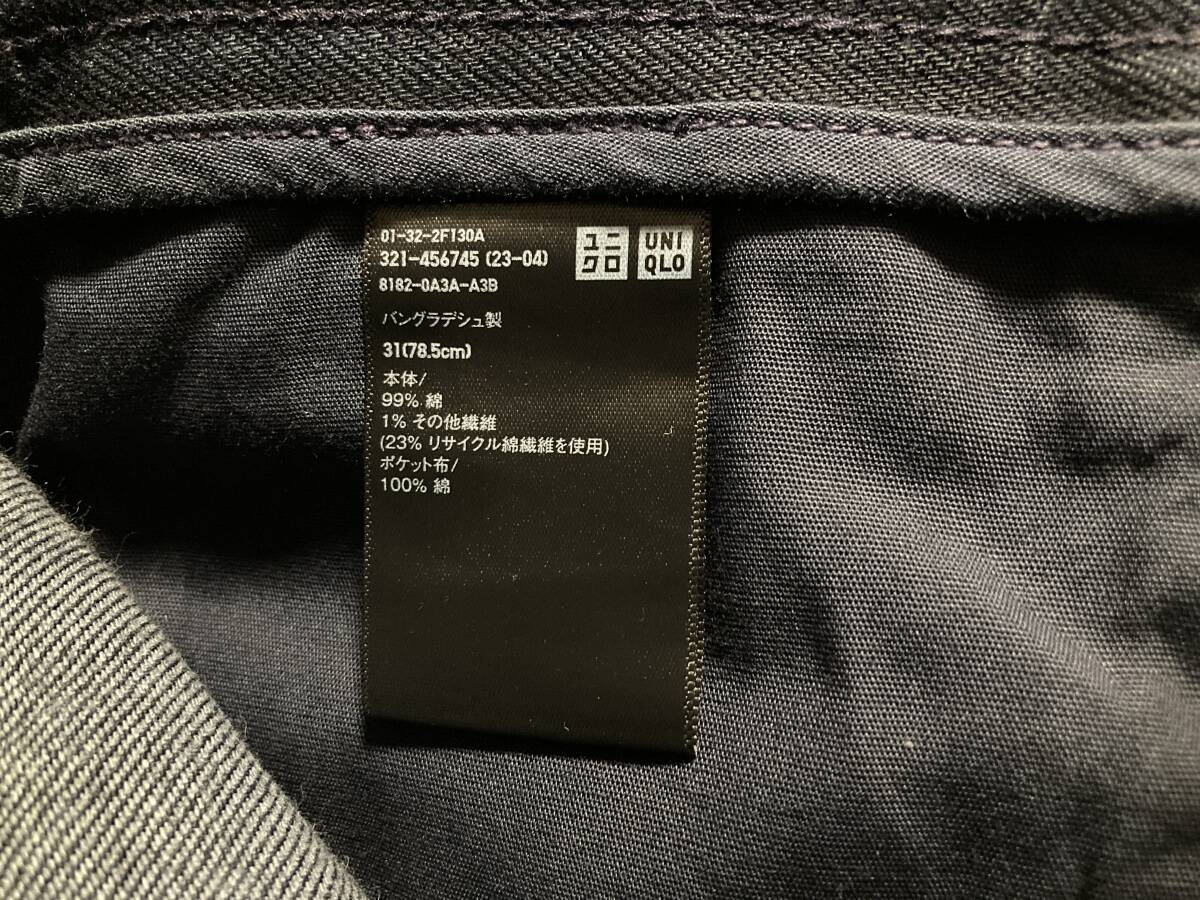 01-32-2F130A
321-456745 (23-04)
8182-0A3A-A3B
ユニ
クロ
UNI
QLO
バングラデシュ製
31(78.5cm)
本体/
99% 綿
1% その他繊維
(23% リサイクル綿繊維を使用)
ポケット布/
100% 綿